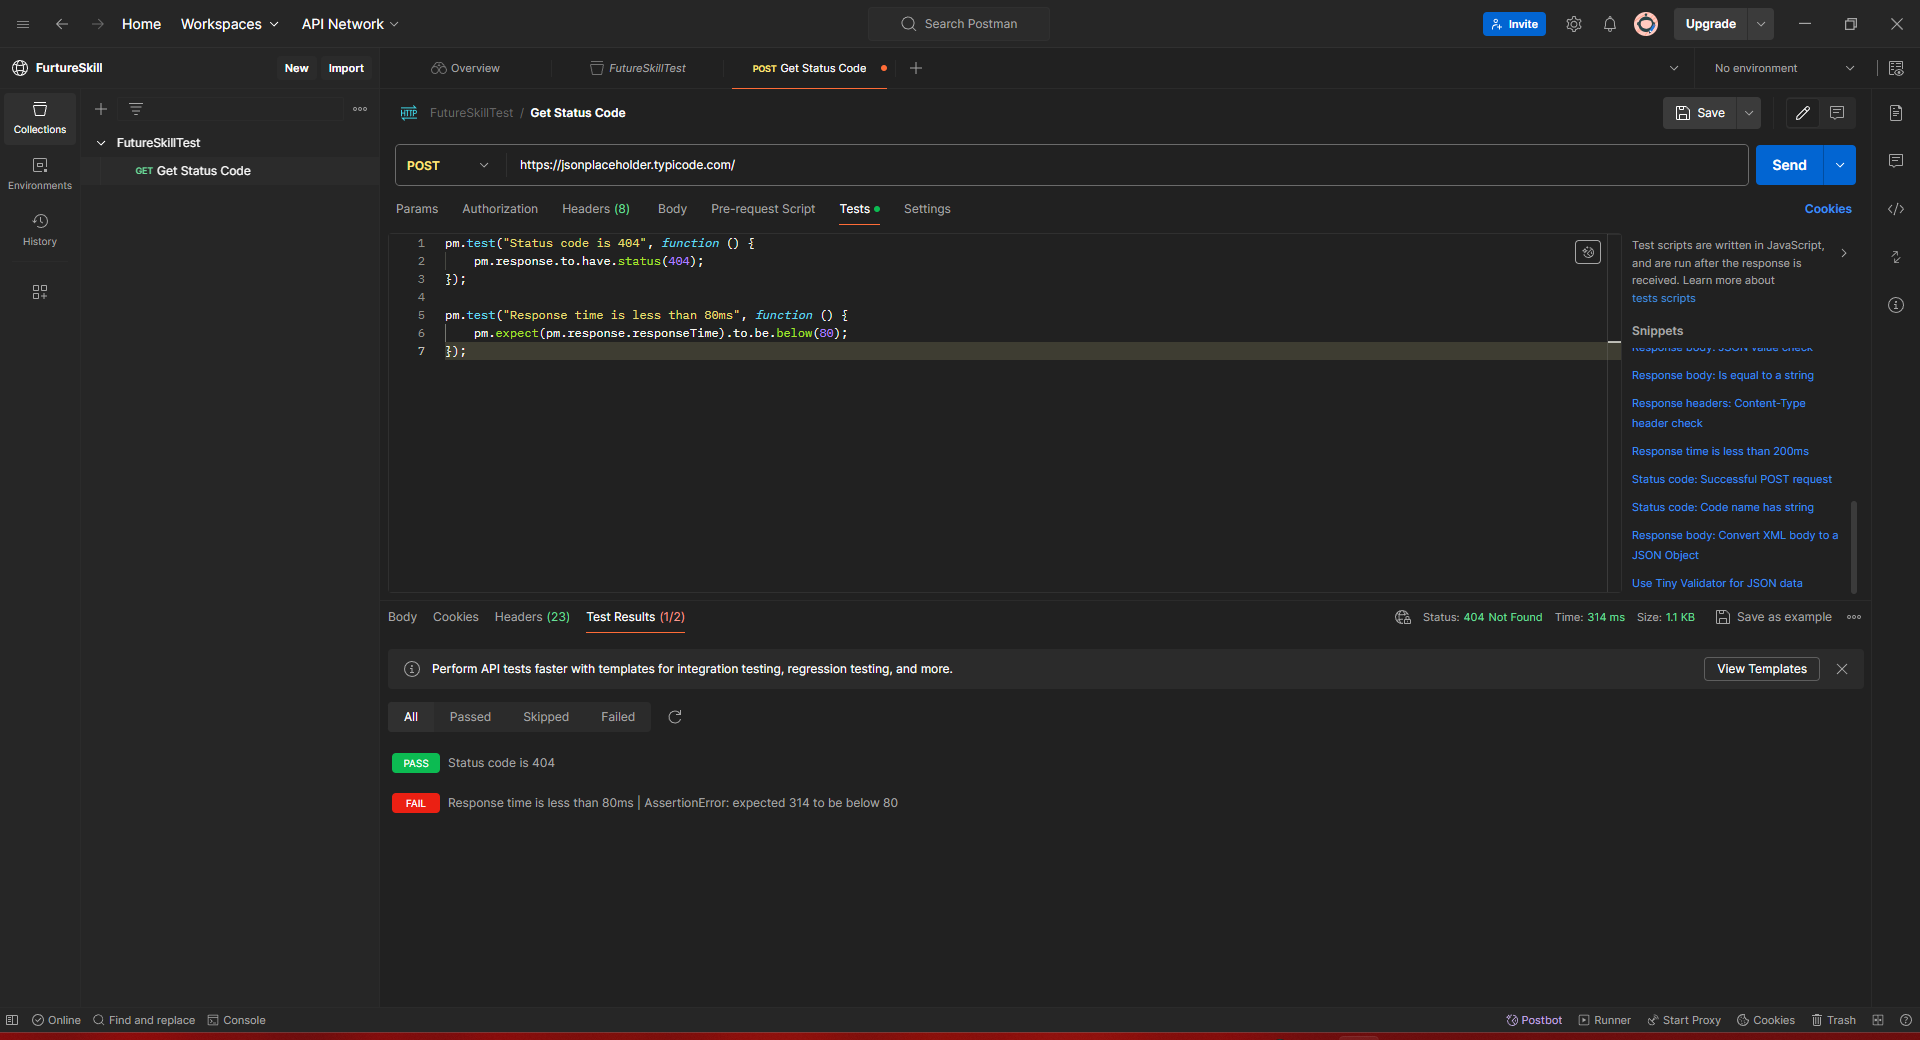 Home Workspaces API Network Search Postman Invite Upgrade
FurtureSkill New Import Overview FutureSkillTest POST Get Status Code No environment
Collections
FutureSkillTest / Get Status Code Save
FutureSkillTest
GET Get Status Code
POST https://jsonplaceholder.typicode.com/ Send
Environments
History
Params Authorization Headers (8) Body Pre-request Script Tests Settings Cookies
1 pm.test("Status code is 404", function () {
2 pm.response.to.have.status(404);
3 });
4
5 pm.test("Response time is less than 80ms", function () {
6 pm.expect(pm.response.responseTime).to.be.below(80);
7 });
Test scripts are written in JavaScript,
and are run after the response is
received. Learn more about
tests scripts
Snippets
Response body: JSON value check
Response body: Is equal to a string
Response headers: Content-Type
header check
Response time is less than 200ms
Status code: Successful POST request
Status code: Code name has string
Response body: Convert XML body to a
JSON Object
Use Tiny Validator for JSON data
Body Cookies Headers (23) Test Results (1/2) Status: 404 Not Found Time: 314 ms Size: 1.1 KB Save as example
Perform API tests faster with templates for integration testing, regression testing, and more. View Templates
All Passed Skipped Failed
PASS Status code is 404
FAIL Response time is less than 80ms | AssertionError: expected 314 to be below 80
Online Find and replace Console Postbot Runner Start Proxy Cookies Trash